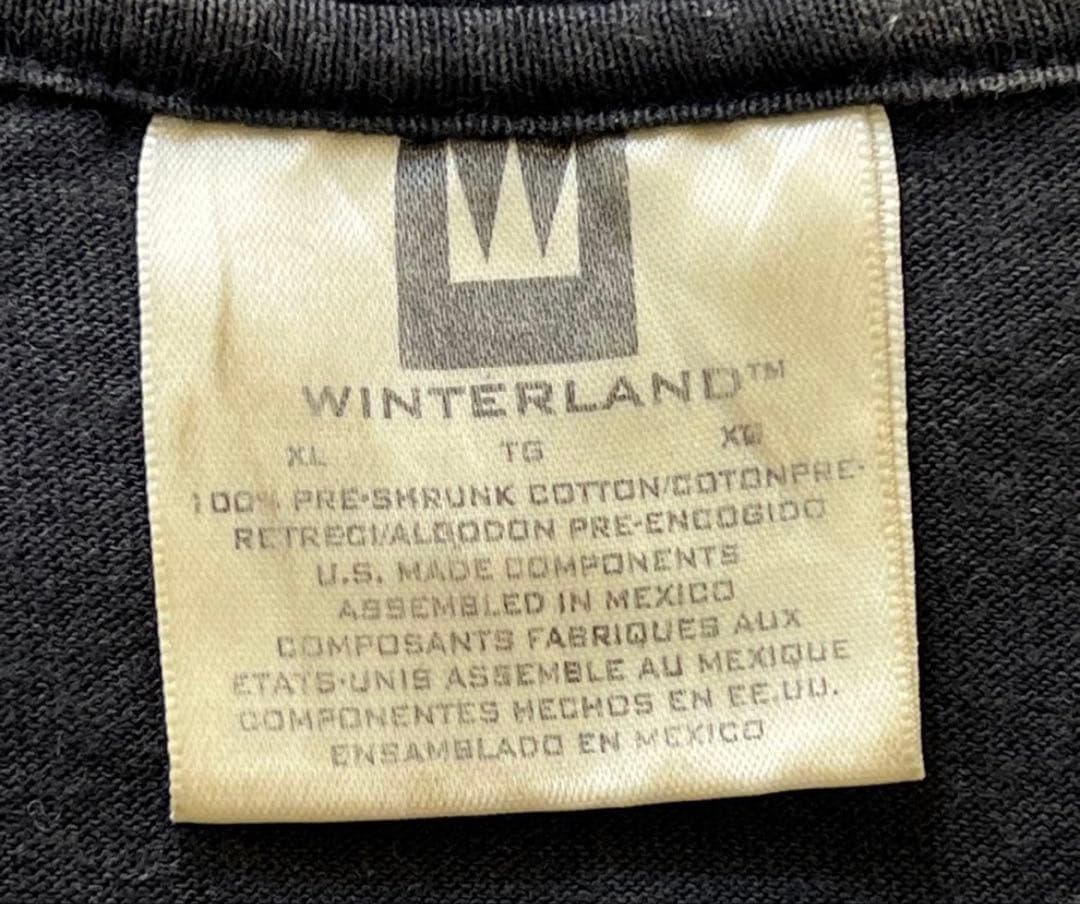 W
WINTERLAND™
XL TG XG
100% PRE-SHRUNK COTTON/COTONPRE-
RETRECI/ALGODON PRE-ENCOGIDO
U.S. MADE COMPONENTS
ASSEMBLED IN MEXICO
COMPOSANTS FABRIQUES AUX
ETATS-UNIS ASSEMBLE AU MEXIQUE
COMPONENTES HECHOS EN EE.UU.
ENSAMBLADO EN MEXICO